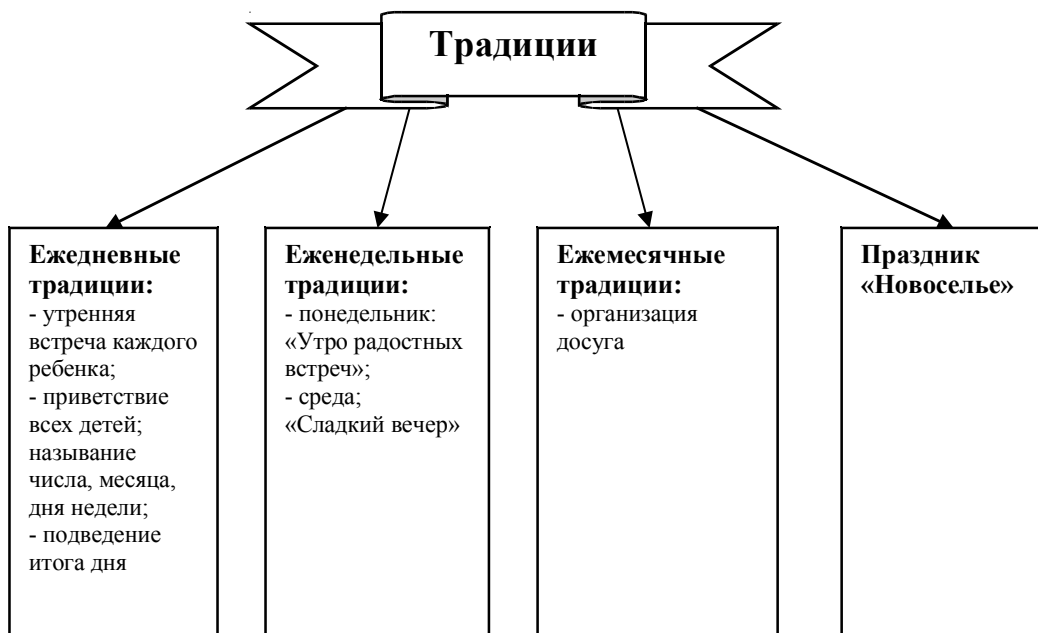 Традиции
Ежедневные
традиции:
- утренняя
встреча каждого
ребенка;
- приветствие
всех детей;
называние
числа, месяца,
дня недели;
- подведение
итога дня
Еженедельные
традиции:
- понедельник:
«Утро радостных
встреч»;
- среда;
«Сладкий вечер»
Ежемесячные
традиции:
- организация
досуга
Праздник
«Новоселье»